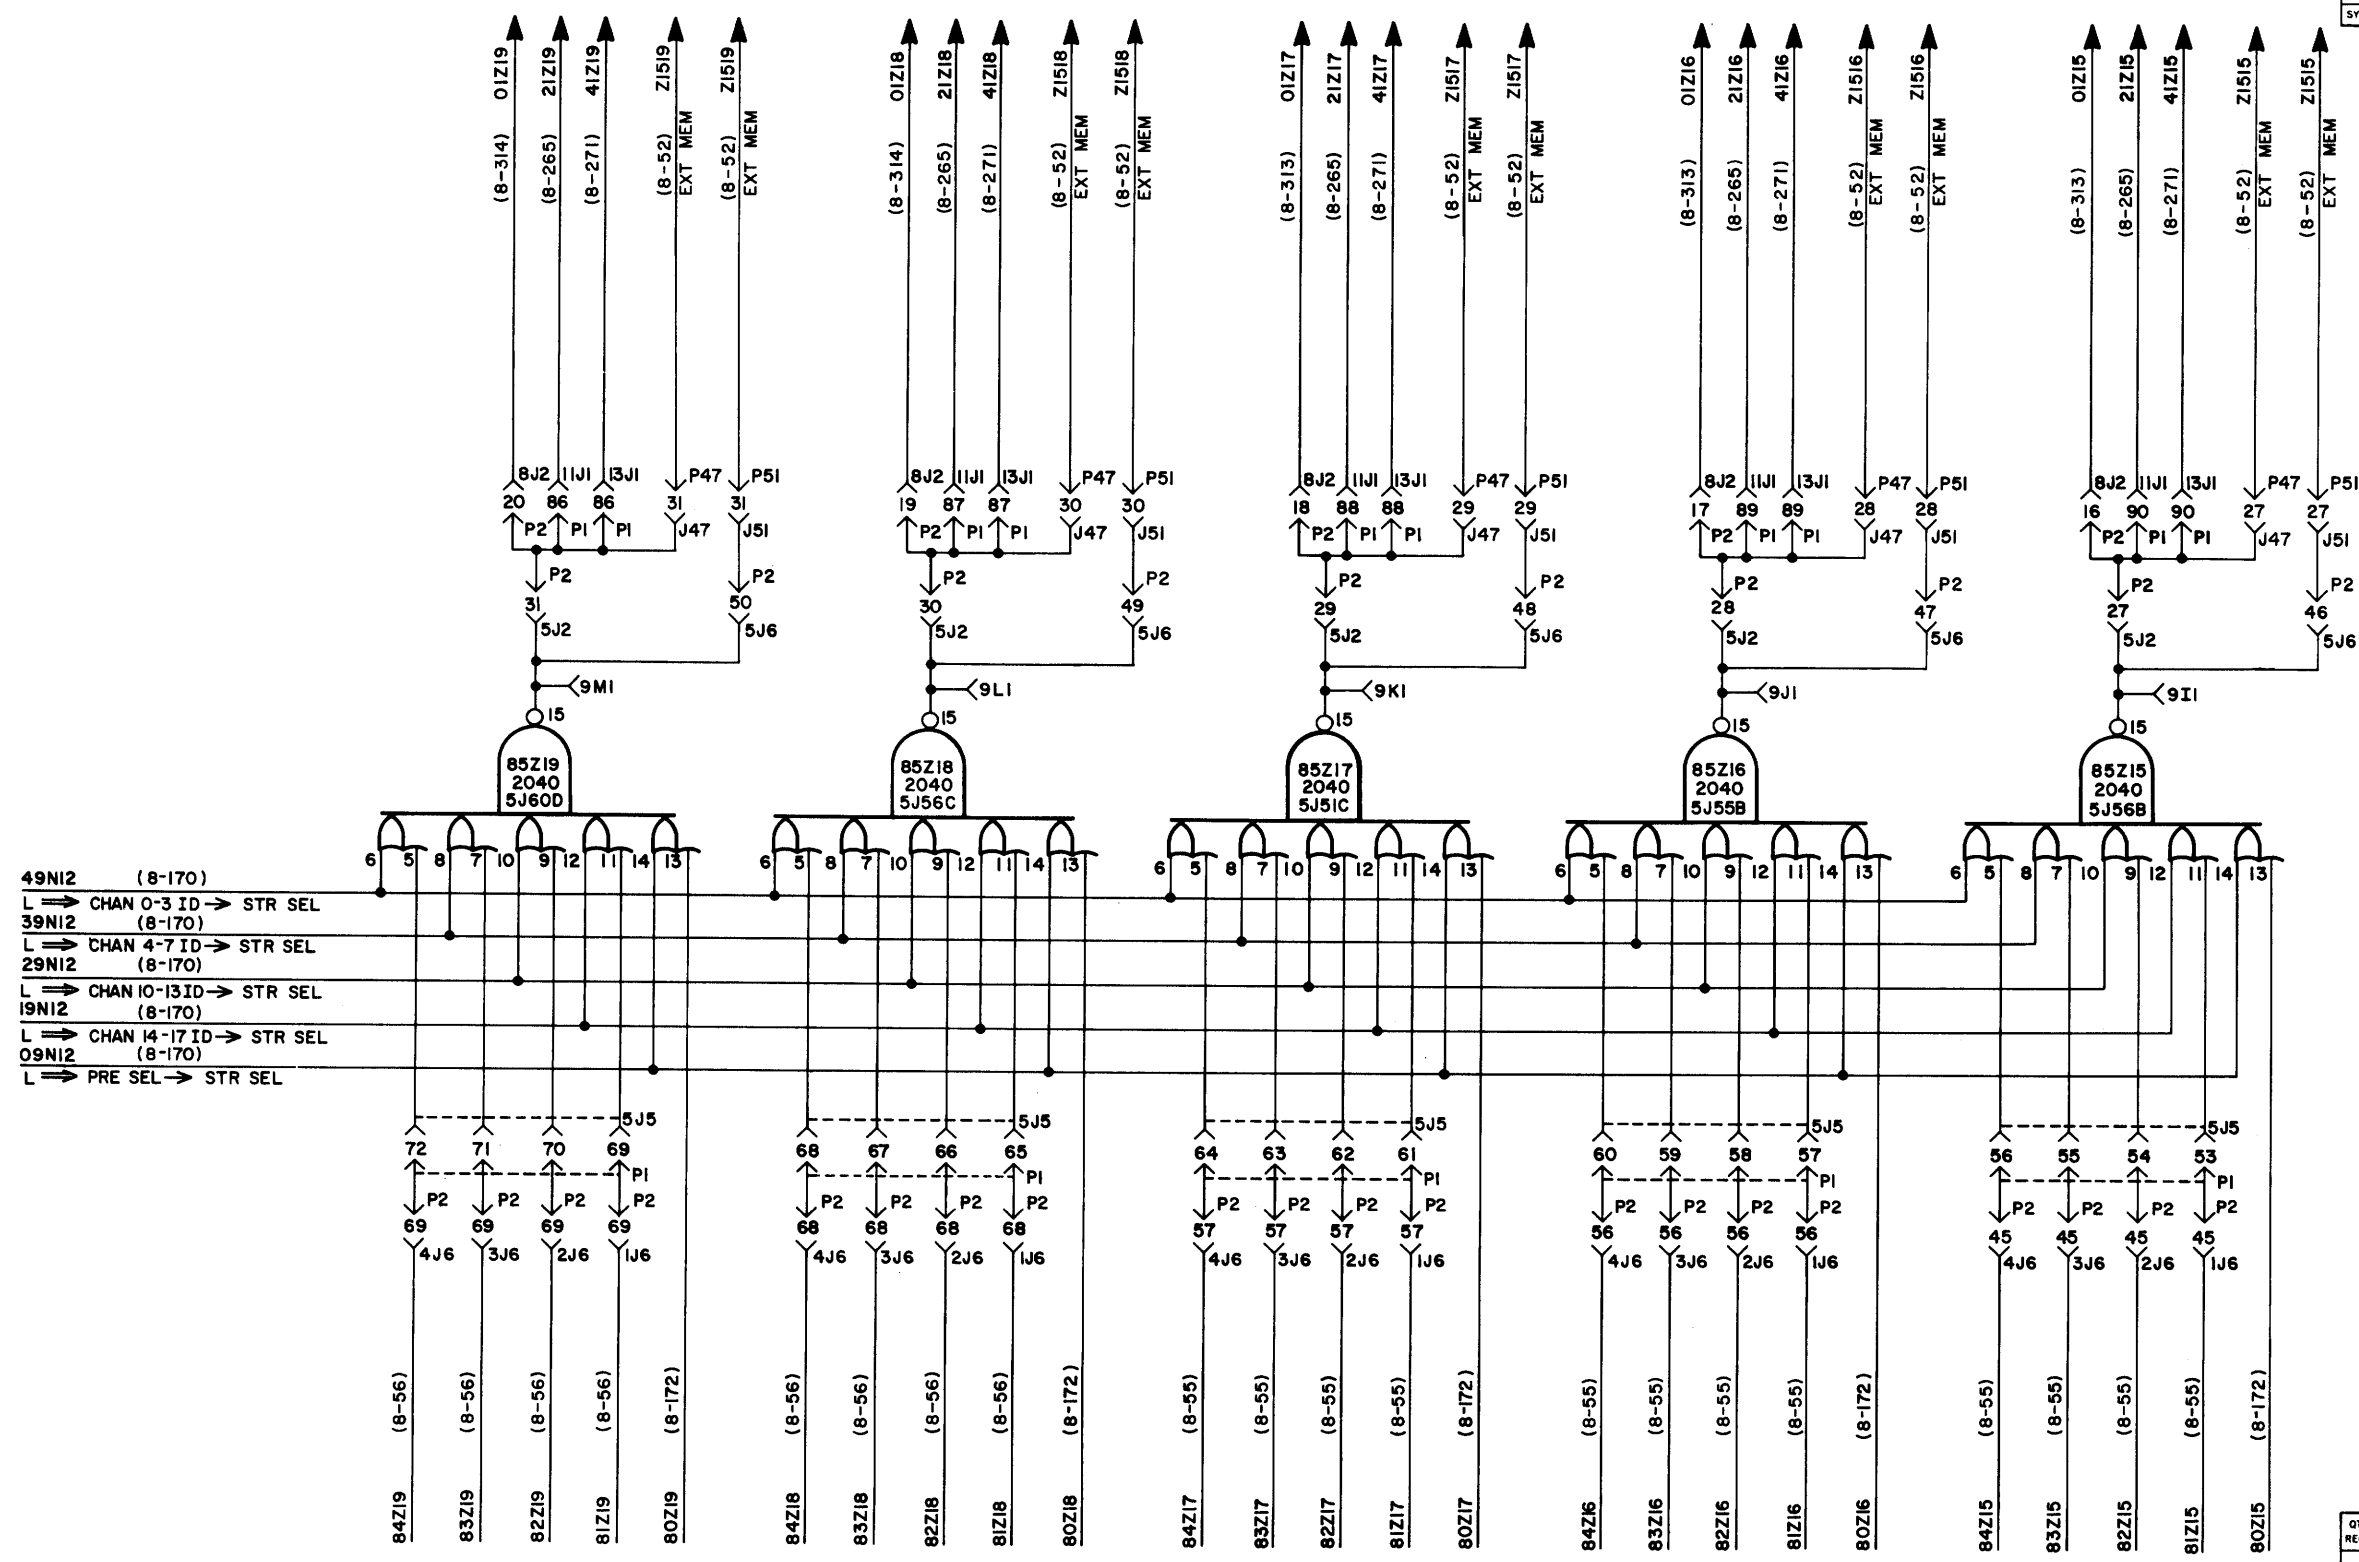 SY
01Z19 21Z19 41Z19 Z1519 Z1519 01Z18 21Z18 41Z18 Z1518 Z1518 01Z17 21Z17 41Z17 Z1517 Z1517 01Z16 21Z16 41Z16 Z1516 Z1516 01Z15 21Z15 41Z15 Z1515 Z1515
(8-314) (8-265) (8-271) (8-52) EXT MEM (8-52) EXT MEM (8-314) (8-265) (8-271) (8-52) EXT MEM (8-52) EXT MEM (8-313) (8-265) (8-271) (8-52) EXT MEM (8-52) EXT MEM (8-313) (8-265) (8-271) (8-52) EXT MEM (8-52) EXT MEM (8-313) (8-265) (8-271) (8-52) EXT MEM (8-52) EXT MEM
8J2 11J1 13J1 P47 P51 8J2 11J1 13J1 P47 P51 8J2 11J1 13J1 P47 P51 8J2 11J1 13J1 P47 P51 8J2 11J1 13J1 P47 P51
20 86 86 31 31 19 87 87 30 30 18 88 88 29 29 17 89 89 28 28 16 90 90 27 27
P2 P1 P1 J47 J51 P2 P1 P1 J47 J51 P2 P1 P1 J47 J51 P2 P1 P1 J47 J51 P2 P1 P1 J47 J51
P2 P2 P2 P2 P2 P2 P2 P2 P2 P2
31 50 30 49 29 48 28 47 27 46
5J2 5J6 5J2 5J6 5J2 5J6 5J2 5J6 5J2 5J6
9M1 9L1 9K1 9J1 9I1
15 15 15 15 15
85Z19 85Z18 85Z17 85Z16 85Z15
2040 2040 2040 2040 2040
5J60D 5J56C 5J51C 5J55B 5J56B
6 5 8 7 10 9 12 11 14 13 6 5 8 7 10 9 12 11 14 13 6 5 8 7 10 9 12 11 14 13 6 5 8 7 10 9 12 11 14 13 6 5 8 7 10 9 12 11 14 13
49N12 (8-170)
L ⇒ CHAN 0-3 ID → STR SEL
39N12 (8-170)
L ⇒ CHAN 4-7 ID → STR SEL
29N12 (8-170)
L ⇒ CHAN 10-13 ID → STR SEL
19N12 (8-170)
L ⇒ CHAN 14-17 ID → STR SEL
09N12 (8-170)
L ⇒ PRE SEL → STR SEL
5J5 5J5 5J5 5J5 5J5
72 71 70 69 68 67 66 65 64 63 62 61 60 59 58 57 56 55 54 53
P1 P1 P1 P1 P1
P2 P2 P2 P2 P2 P2 P2 P2 P2 P2 P2 P2 P2 P2 P2 P2 P2 P2 P2 P2
69 69 69 69 68 68 68 68 57 57 57 57 56 56 56 56 45 45 45 45
4J6 3J6 2J6 1J6 4J6 3J6 2J6 1J6 4J6 3J6 2J6 1J6 4J6 3J6 2J6 1J6 4J6 3J6 2J6 1J6
(8-56) (8-56) (8-56) (8-56) (8-172) (8-56) (8-56) (8-56) (8-56) (8-172) (8-55) (8-55) (8-55) (8-55) (8-172) (8-55) (8-55) (8-55) (8-55) (8-172) (8-55) (8-55) (8-55) (8-55) (8-172)
84Z19 83Z19 82Z19 81Z19 80Z19 84Z18 83Z18 82Z18 81Z18 80Z18 84Z17 83Z17 82Z17 81Z17 80Z17 84Z16 83Z16 82Z16 81Z16 80Z16 84Z15 83Z15 82Z15 81Z15 80Z15